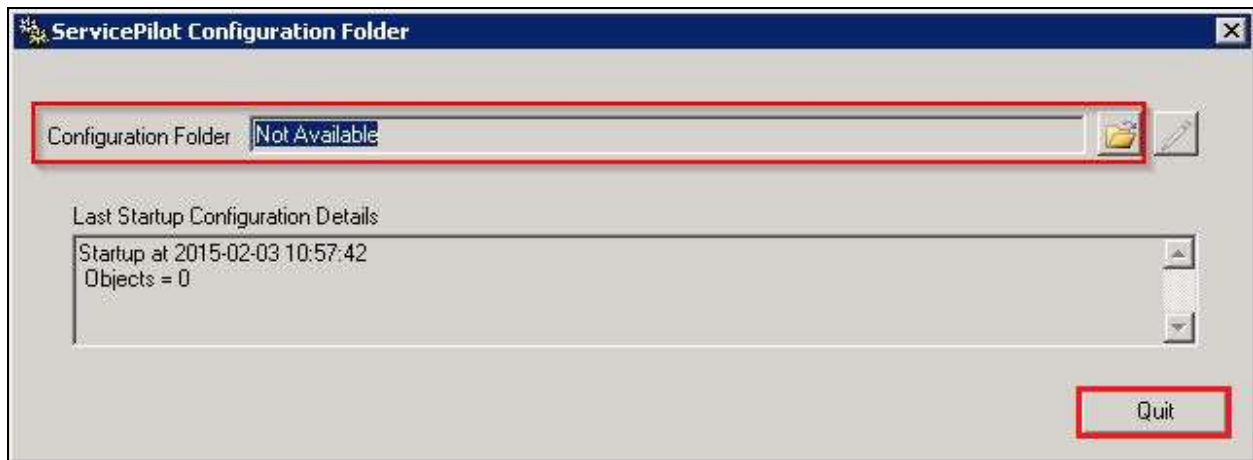 ServicePilot Configuration Folder
Configuration Folder Not Available
Last Startup Configuration Details
Startup at 2015-02-03 10:57:42
Objects = 0
Quit